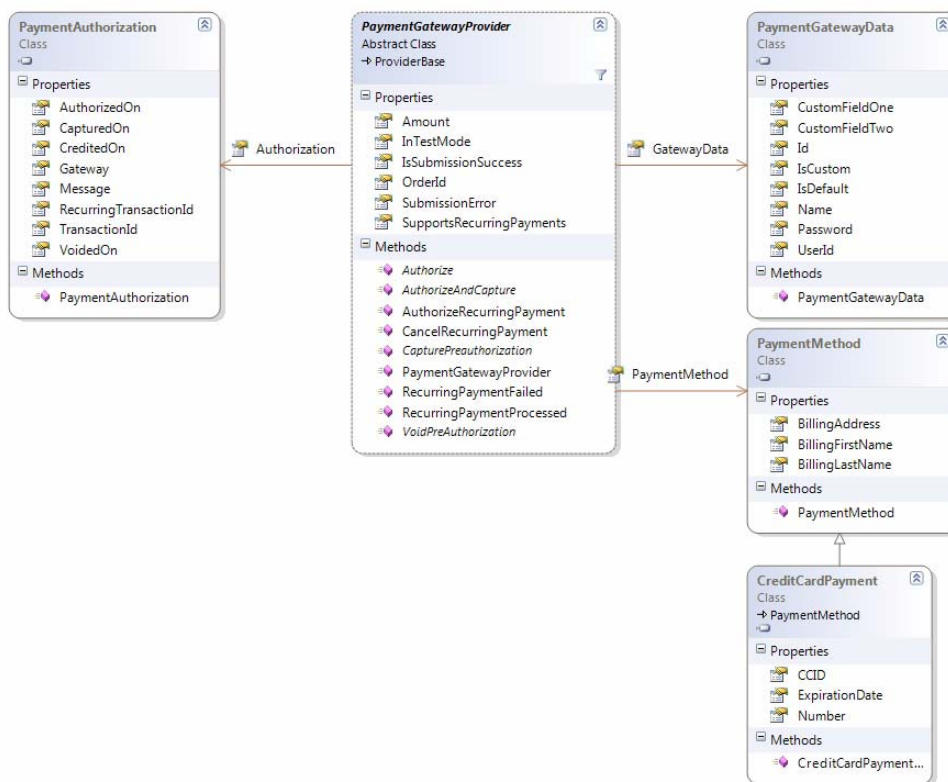 PaymentAuthorization
Class
Properties
AuthorizedOn
CapturedOn
CreditedOn
Gateway
Message
RecurringTransactionId
TransactionId
VoidedOn
Methods
PaymentAuthorization
Authorization
PaymentGatewayProvider
Abstract Class
ProviderBase
Properties
Amount
InTestMode
IsSubmissionSuccess
OrderId
SubmissionError
SupportsRecurringPayments
Methods
Authorize
AuthorizeAndCapture
AuthorizeRecurringPayment
CancelRecurringPayment
CapturePreauthorization
PaymentGatewayProvider
RecurringPaymentFailed
RecurringPaymentProcessed
VoidPreAuthorization
GatewayData
PaymentGatewayData
Class
Properties
CustomFieldOne
CustomFieldTwo
Id
IsCustom
IsDefault
Name
Password
UserId
Methods
PaymentGatewayData
PaymentMethod
PaymentMethod
Class
Properties
BillingAddress
BillingFirstName
BillingLastName
Methods
PaymentMethod
CreditCardPayment
Class
PaymentMethod
Properties
CCID
ExpirationDate
Number
Methods
CreditCardPayment...